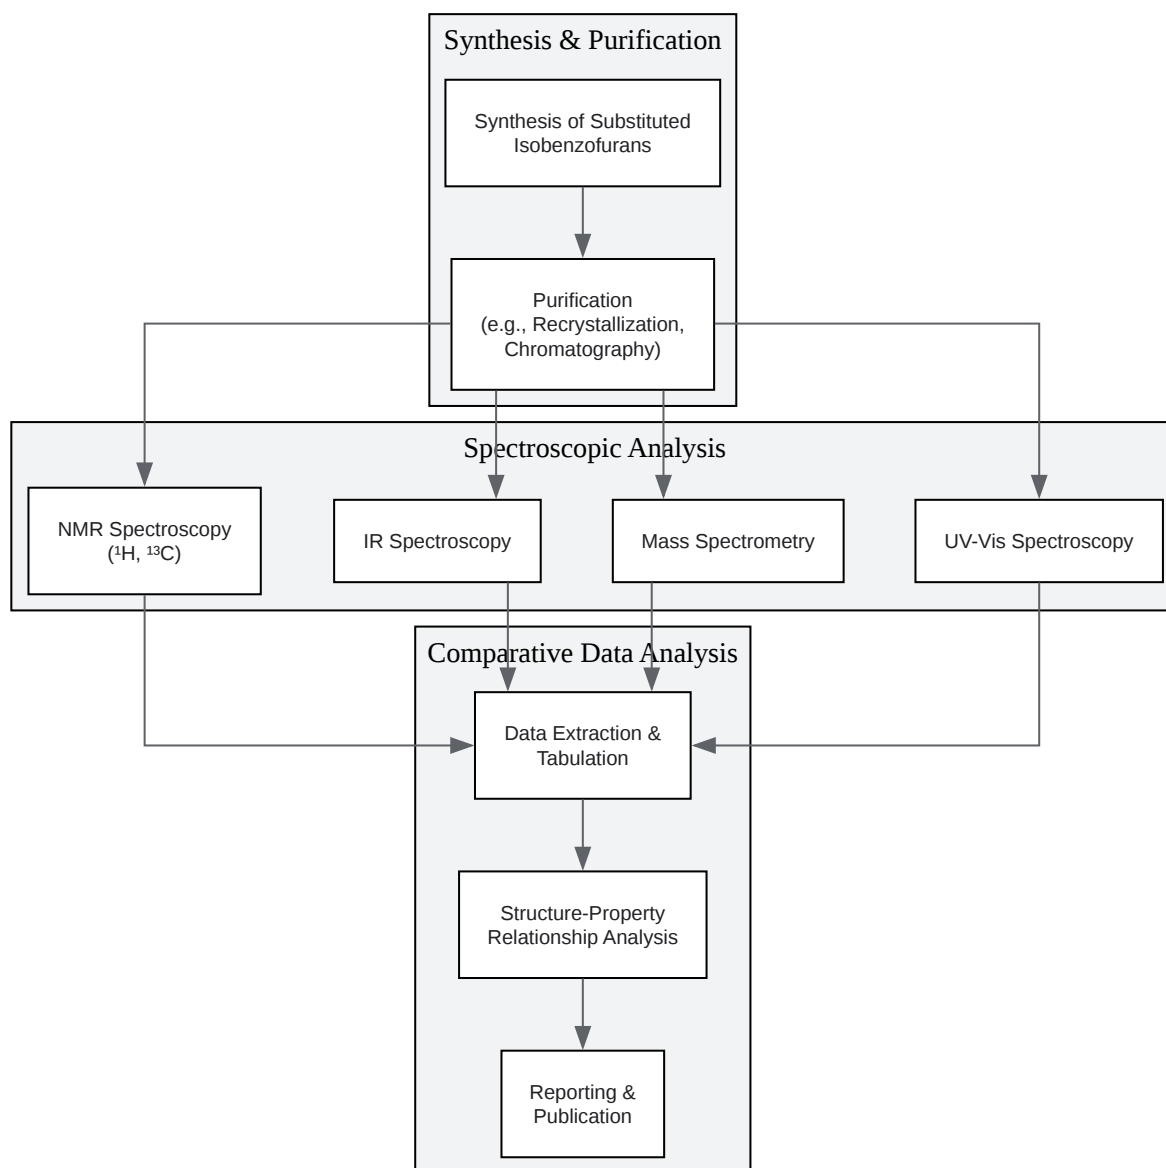 Synthesis & Purification
Synthesis of Substituted
Isobenzofurans
Purification
(e.g., Recrystallization,
Chromatography)
Spectroscopic Analysis
NMR Spectroscopy
(¹H, ¹³C)
IR Spectroscopy
Mass Spectrometry
UV-Vis Spectroscopy
Comparative Data Analysis
Data Extraction &
Tabulation
Structure-Property
Relationship Analysis
Reporting &
Publication